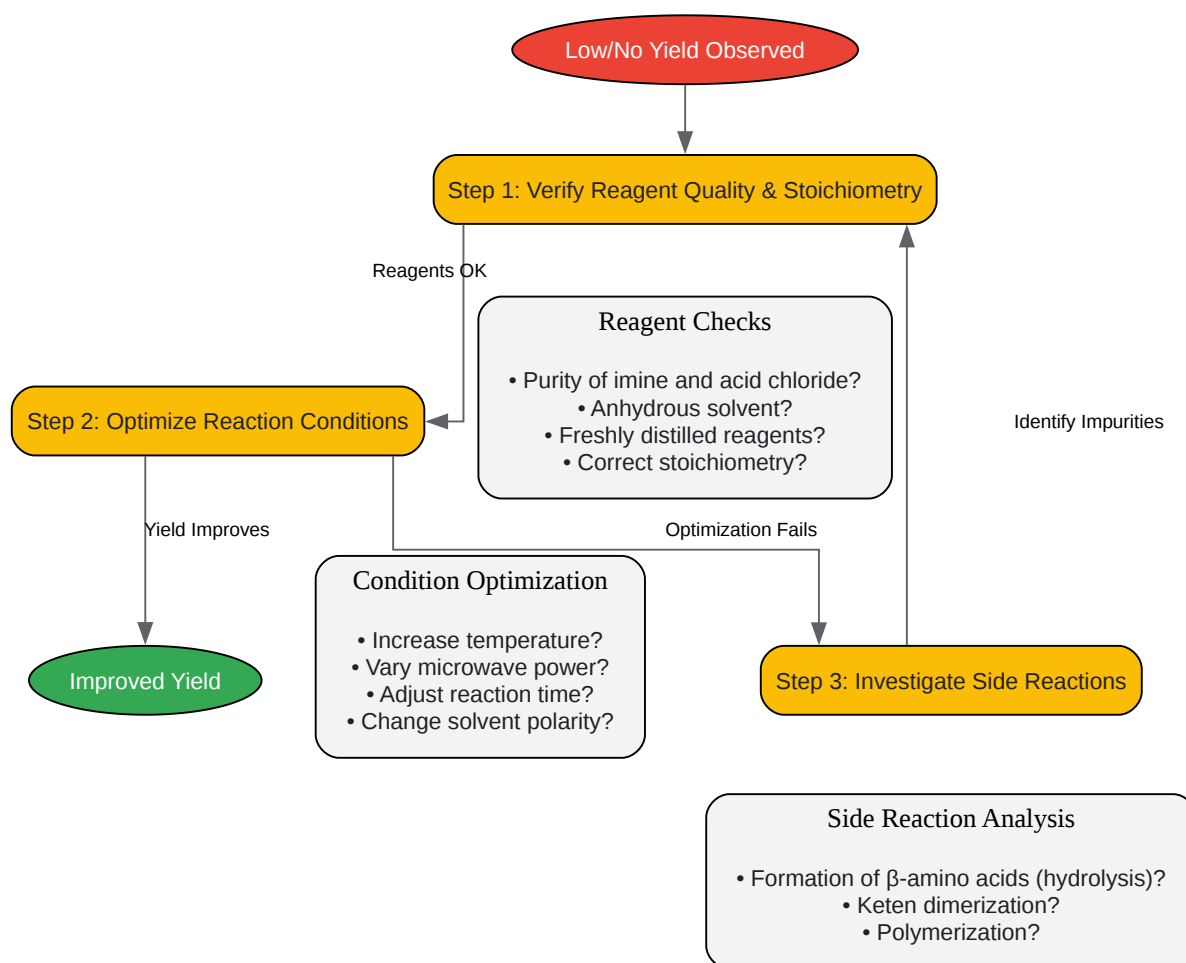 Low/No Yield Observed
Step 1: Verify Reagent Quality & Stoichiometry
Reagents OK
Reagent Checks
• Purity of imine and acid chloride?
• Anhydrous solvent?
• Freshly distilled reagents?
• Correct stoichiometry?
Step 2: Optimize Reaction Conditions
Identify Impurities
Yield Improves
Optimization Fails
Condition Optimization
• Increase temperature?
• Vary microwave power?
• Adjust reaction time?
• Change solvent polarity?
Improved Yield
Step 3: Investigate Side Reactions
Side Reaction Analysis
• Formation of β-amino acids (hydrolysis)?
• Keten dimerization?
• Polymerization?